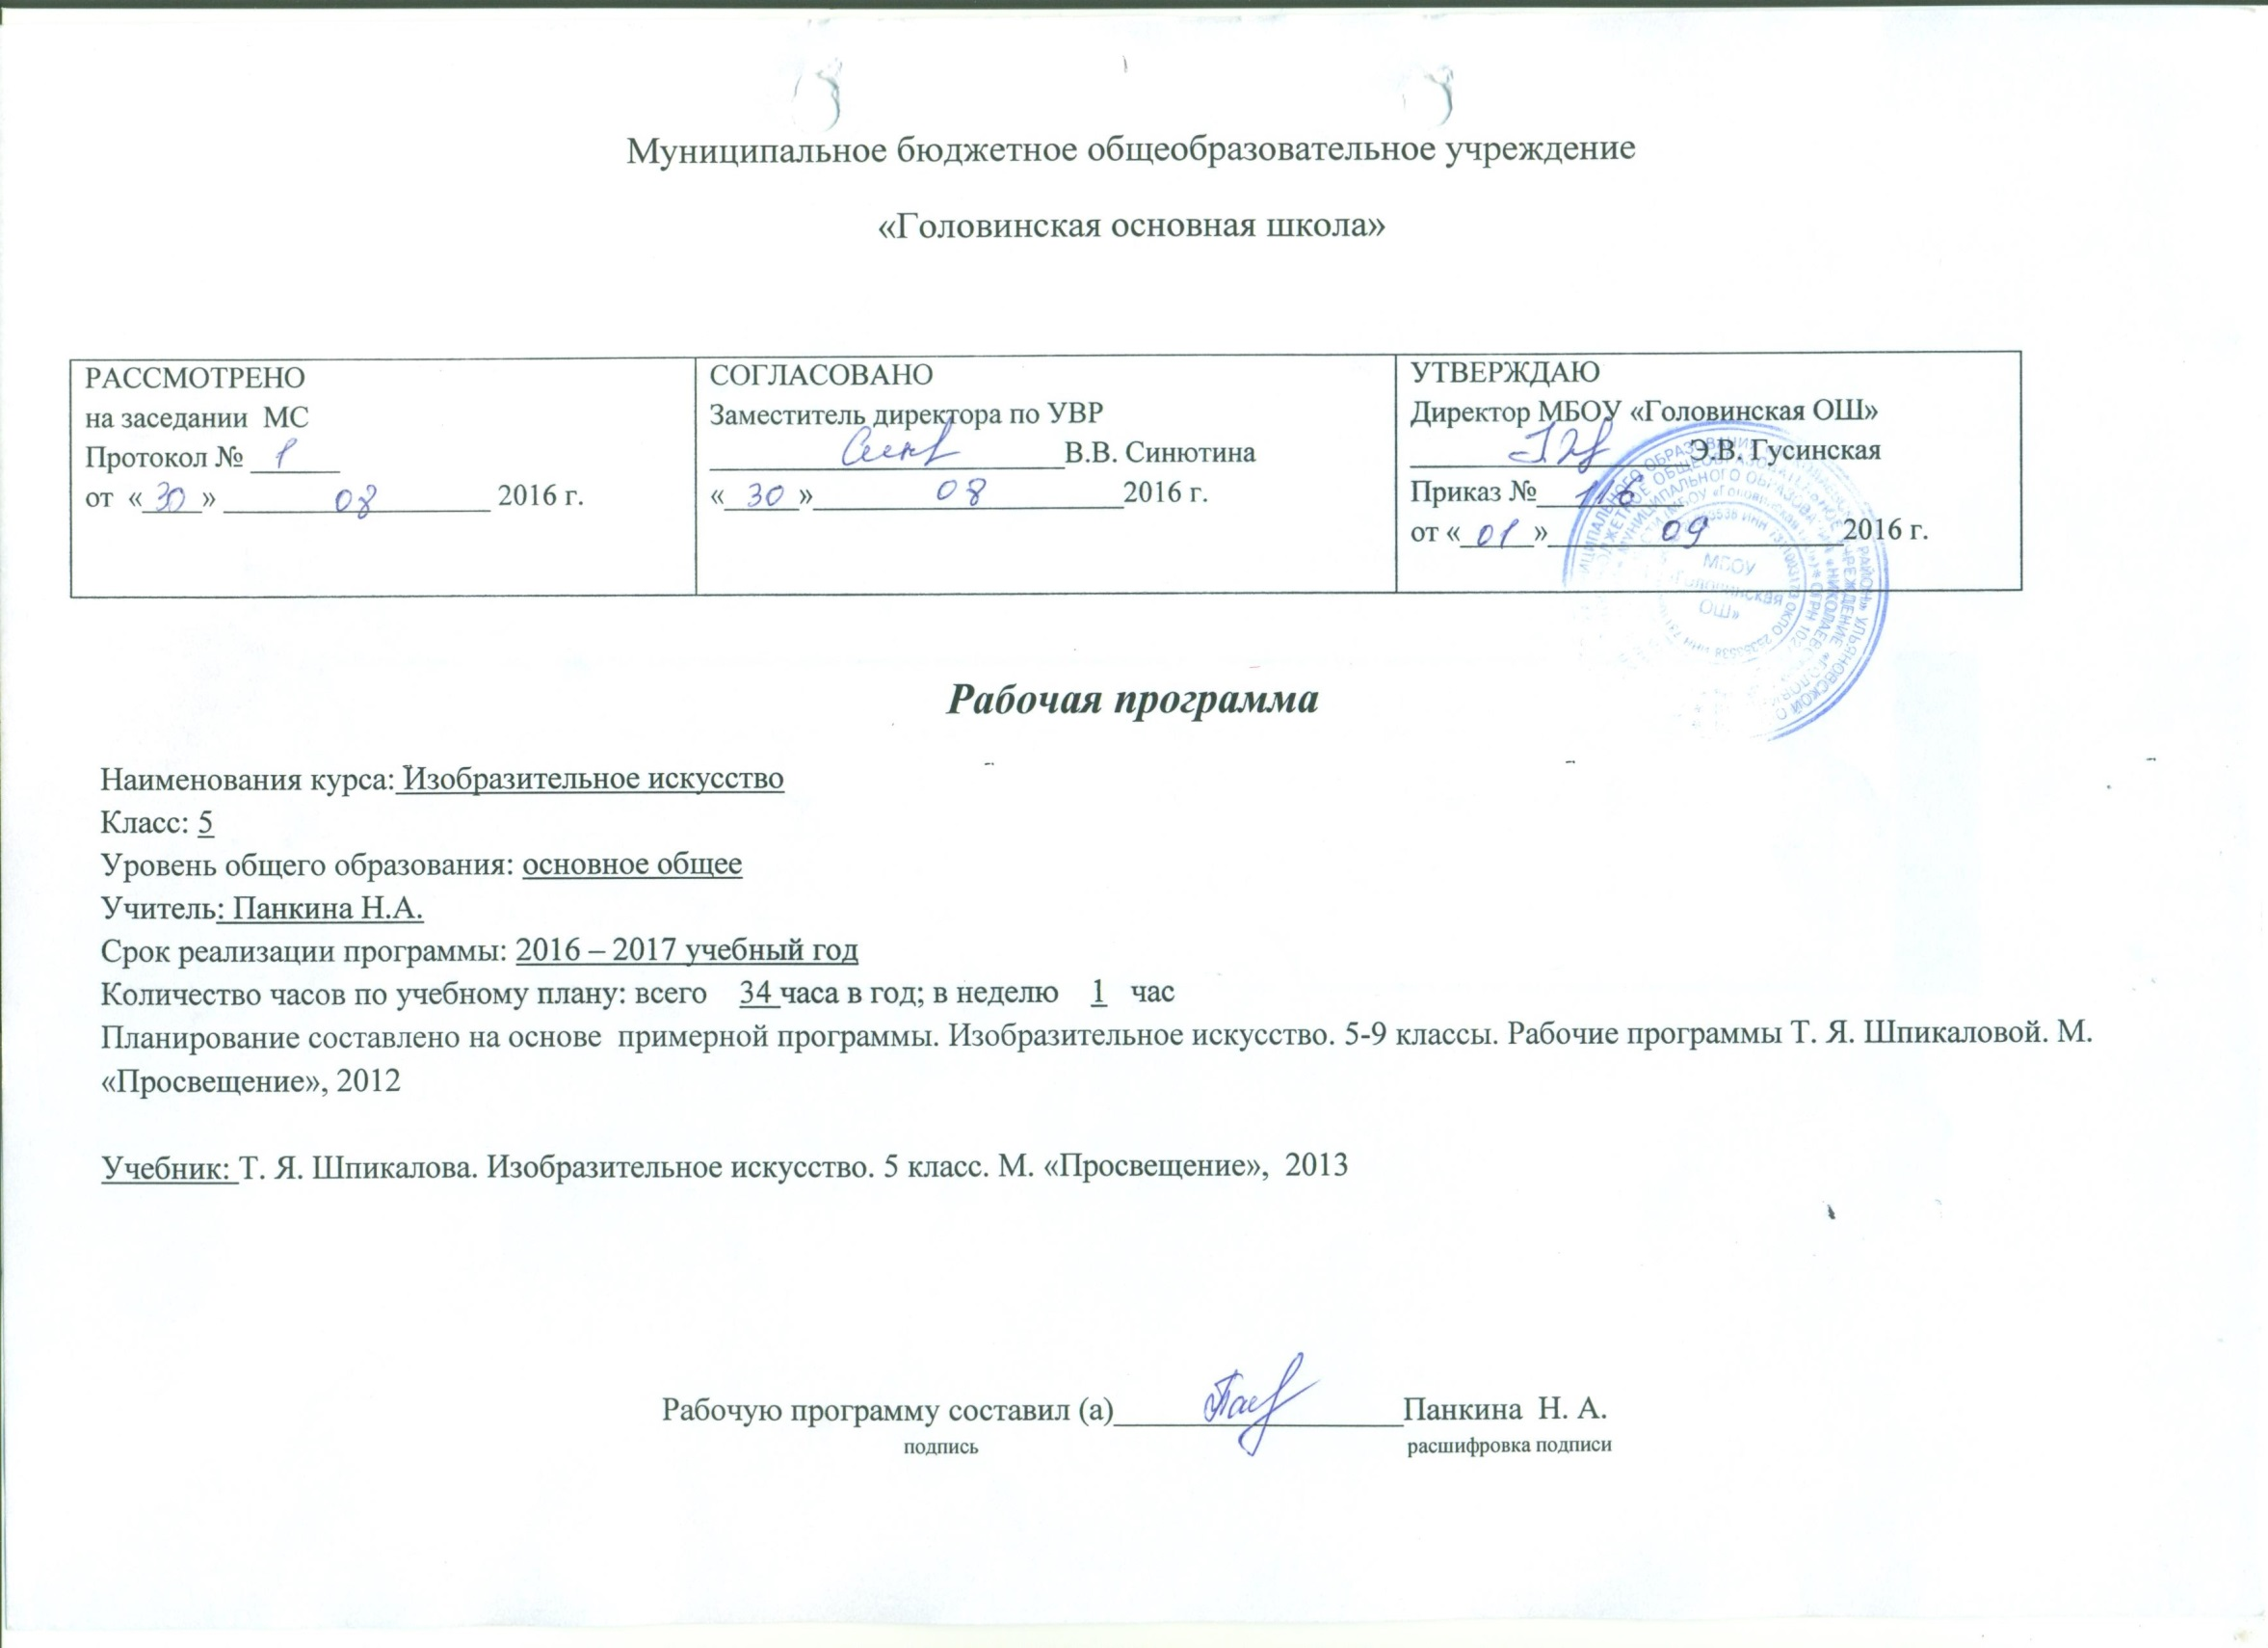 Муниципальное бюджетное общеобразовательное учреждение
«Головинская основная школа»
РАССМОТРЕНО
на заседании МС
Протокол № 1
от «30» 08 2016 г.
СОГЛАСОВАНО
Заместитель директора по УВР
В.В. Синютина
«30» 08 2016 г.
УТВЕРЖДАЮ
Директор МБОУ «Головинская ОШ»
Э.В. Гусинская
Приказ № 116
от «01» 09 2016 г.
МБОУ
«Головинская
ОШ»
Рабочая программа
Наименования курса: Изобразительное искусство
Класс: 5
Уровень общего образования: основное общее
Учитель: Панкина Н.А.
Срок реализации программы: 2016 – 2017 учебный год
Количество часов по учебному плану: всего 34 часа в год; в неделю 1 час
Планирование составлено на основе примерной программы. Изобразительное искусство. 5-9 классы. Рабочие программы Т. Я. Шпикаловой. М.
«Просвещение», 2012
Учебник: Т. Я. Шпикалова. Изобразительное искусство. 5 класс. М. «Просвещение», 2013
Рабочую программу составил (а) Панкина Н. А.
подпись расшифровка подписи